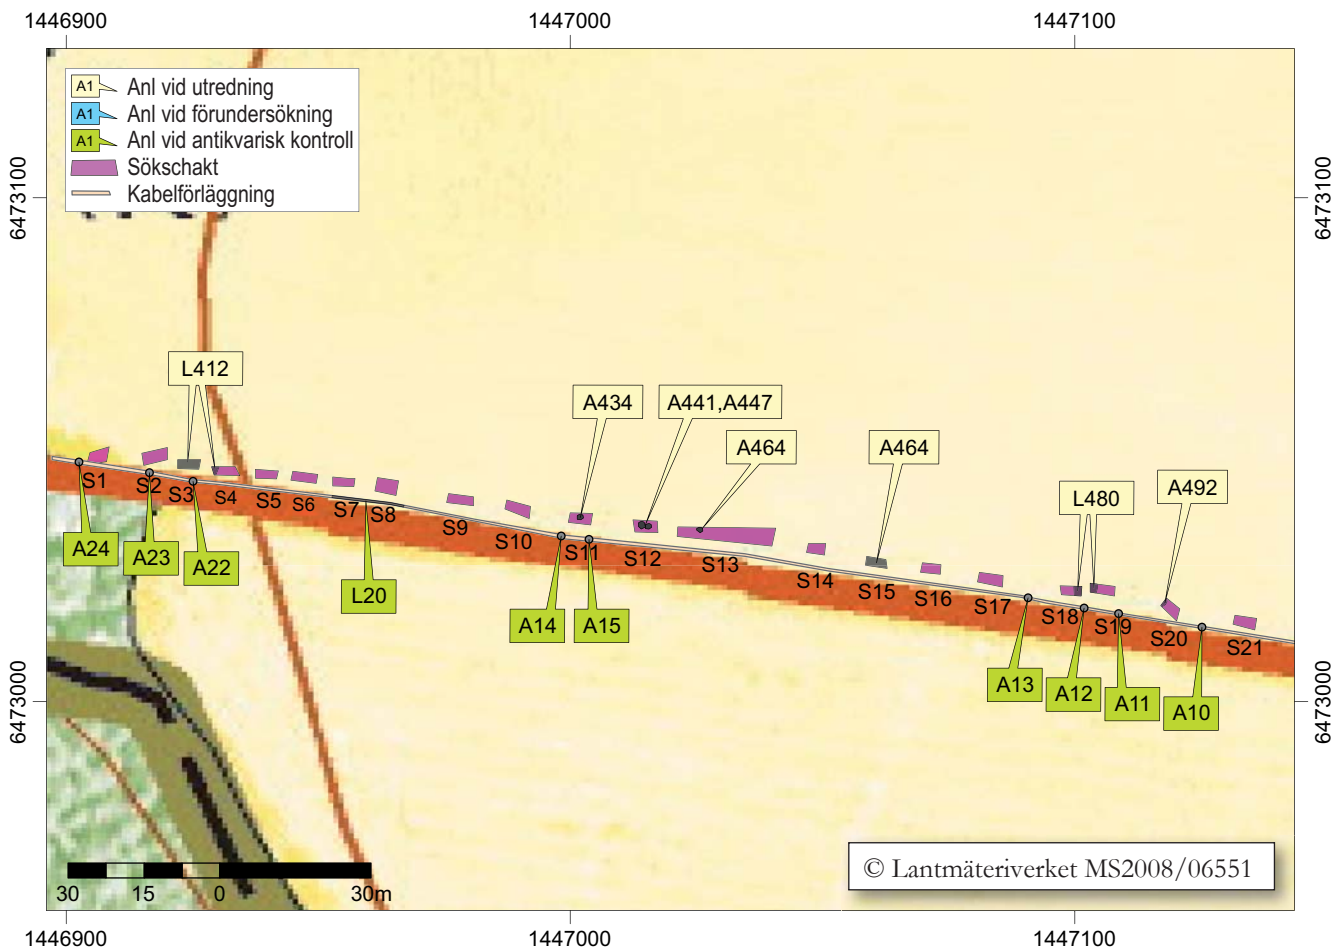 1446900 1447000 1447100
A1 Anl vid utredning
A1 Anl vid förundersökning
A1 Anl vid antikvarisk kontroll
Sökschakt
Kabelförläggning
6473100 6473100
L412
A434 A441,A447
A464 A464
A492
L480
S1 S2 S3 S4 S5 S6 S7 S8 S9 S10 S11 S12 S13 S14 S15 S16 S17 S18 S19 S20 S21
A24 A23 A22
L20
A14 A15
A13 A12 A11 A10
6473000 6473000
30 15 0 30m
© Lantmäteriverket MS2008/06551
1446900 1447000 1447100